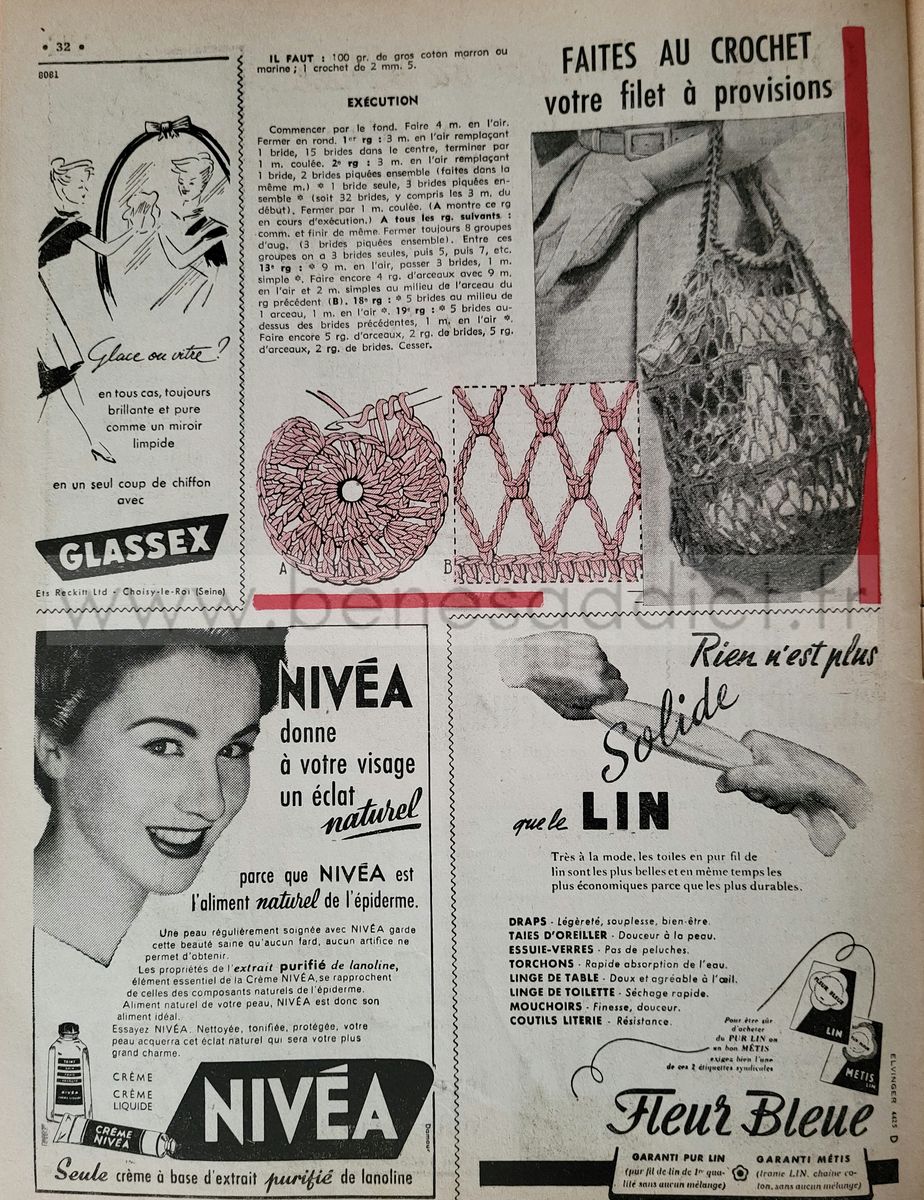 • 32 •
8081
Glace ou vitre ?
en tous cas, toujours
brillante et pure
comme un miroir
limpide
en un seul coup de chiffon
avec
GLASSEX
Ets Reckitt Ltd - Choisy-le-Roi (Seine)
IL FAUT : 100 gr. de gros coton marron ou
marine ; 1 crochet de 2 mm. 5.
EXÉCUTION
Commencer par le fond. Faire 4 m. en l'air.
Fermer en rond. 1er rg : 3 m. en l'air remplaçant
1 bride, 15 brides dans le centre, terminer par
1 m. coulée. 2e rg : 3 m. en l'air remplaçant
1 bride, 2 brides piquées ensemble (faites dans la
même m.) * 1 bride seule, 3 brides piquées en-
semble * (soit 32 brides, y compris les 3 m. du
début). Fermer par 1 m. coulée. (A montre ce rg
en cours d'exécution.) A tous les rg. suivants :
comm. et finir de même. Fermer toujours 8 groupes
d'aug. (3 brides piquées ensemble). Entre ces
groupes on a 3 brides seules, puis 5, puis 7, etc.
13e rg : * 9 m. en l'air, passer 3 brides, 1 m.
simple *. Faire encore 4 rg. d'arceaux avec 9 m.
en l'air et 2 m. simples au milieu de l'arceau du
rg précédent (B). 18e rg : * 5 brides au milieu de
1 arceau, 1 m. en l'air *. 19e rg : * 5 brides au-
dessus des brides précédentes, 1 m. en l'air *.
Faire encore 5 rg. d'arceaux, 2 rg. de brides, 5 rg.
d'arceaux, 2 rg. de brides. Cesser.
FAITES AU CROCHET
votre filet à provisions
A
B
www.benesaddict.fr
NIVÉA
donne
à votre visage
un éclat
naturel
parce que NIVÉA est
l'aliment naturel de l'épiderme.
Une peau régulièrement soignée avec NIVÉA garde
cette beauté saine qu'aucun fard, aucun artifice ne
permet d'obtenir.
Les propriétés de l'extrait purifié de lanoline,
élément essentiel de la Crème NIVÉA, se rapprochent
de celles des composants naturels de l'épiderme.
Aliment naturel de votre peau, NIVÉA est donc son
aliment idéal.
Essayez NIVÉA. Nettoyée, tonifiée, protégée, votre
peau acquerra cet éclat naturel qui sera votre plus
grand charme.
CRÈME
CRÈME
LIQUIDE
NIVÉA
CRÈME
NIVÉA
NIVÉA
Damour
Seule crème à base d'extrait purifié de lanoline
Rien n'est plus
Solide
que le LIN
Très à la mode, les toiles en pur fil de
lin sont les plus belles et en même temps les
plus économiques parce que les plus durables.
DRAPS - Légèreté, souplesse, bien-être.
TAIES D'OREILLER - Douceur à la peau.
ESSUIE-VERRES - Pas de peluches.
TORCHONS - Rapide absorption de l'eau.
LINGE DE TABLE - Doux et agréable à l'œil.
LINGE DE TOILETTE - Séchage rapide.
MOUCHOIRS - Finesse, douceur.
COUTILS LITERIE - Résistance.
Pour être sûr
d'acheter
du PUR LIN ou
un bon MÉTIS
exigez bien l'une
de ces 2 étiquettes syndicales
FLEUR BLEUE
LIN
FLEUR BLEUE
METIS
LIN
ELVINGER 4425 D
Fleur Bleue
GARANTI PUR LIN
(pur fil de lin de 1re qua-
lité sans aucun mélange)
GARANTI MÉTIS
(trame LIN, chaîne co-
ton, sans aucun mélange)